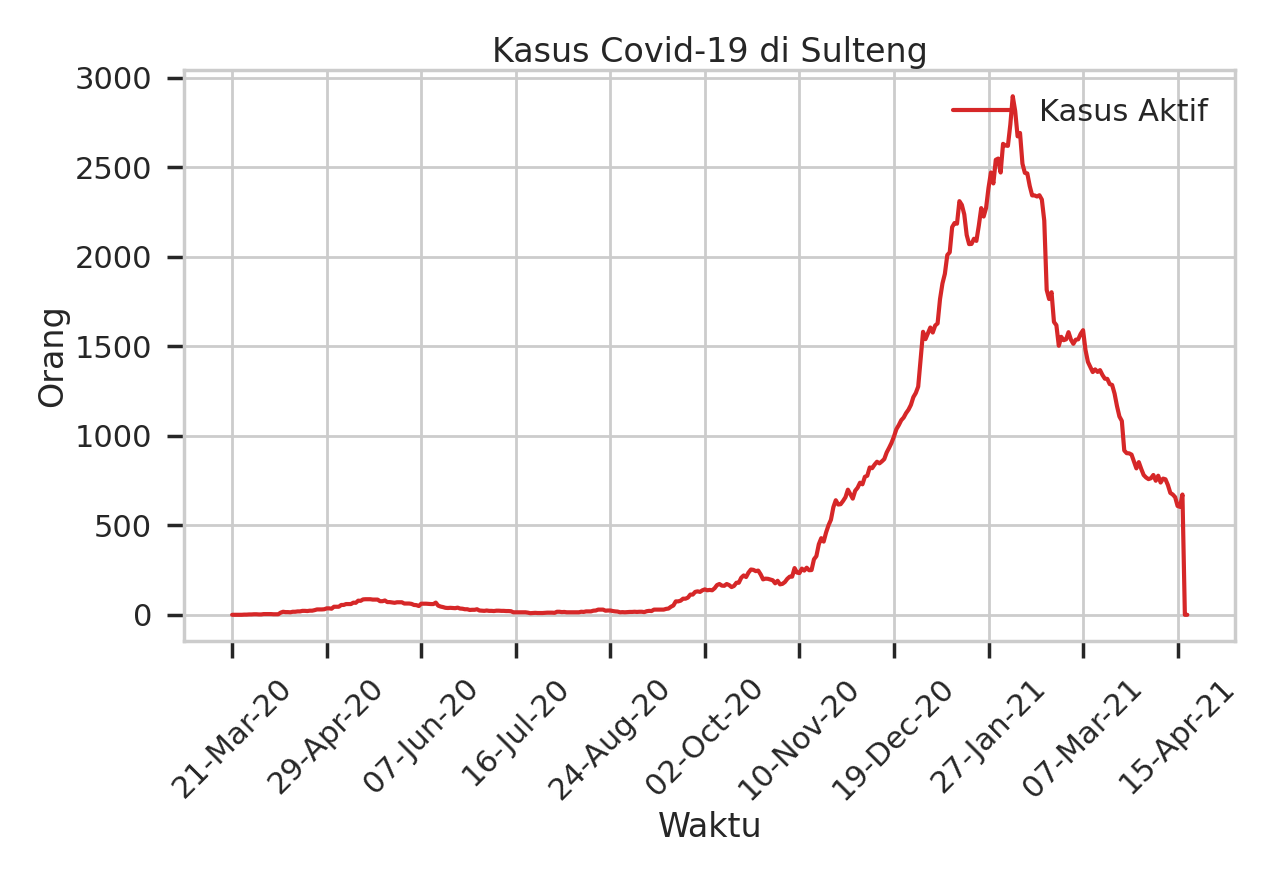 Kasus Covid-19 di Sulteng
3000
2500
2000
1500
1000
500
0
Orang
Kasus Aktif
21-Mar-20
29-Apr-20
07-Jun-20
16-Jul-20
24-Aug-20
02-Oct-20
10-Nov-20
19-Dec-20
27-Jan-21
07-Mar-21
15-Apr-21
Waktu